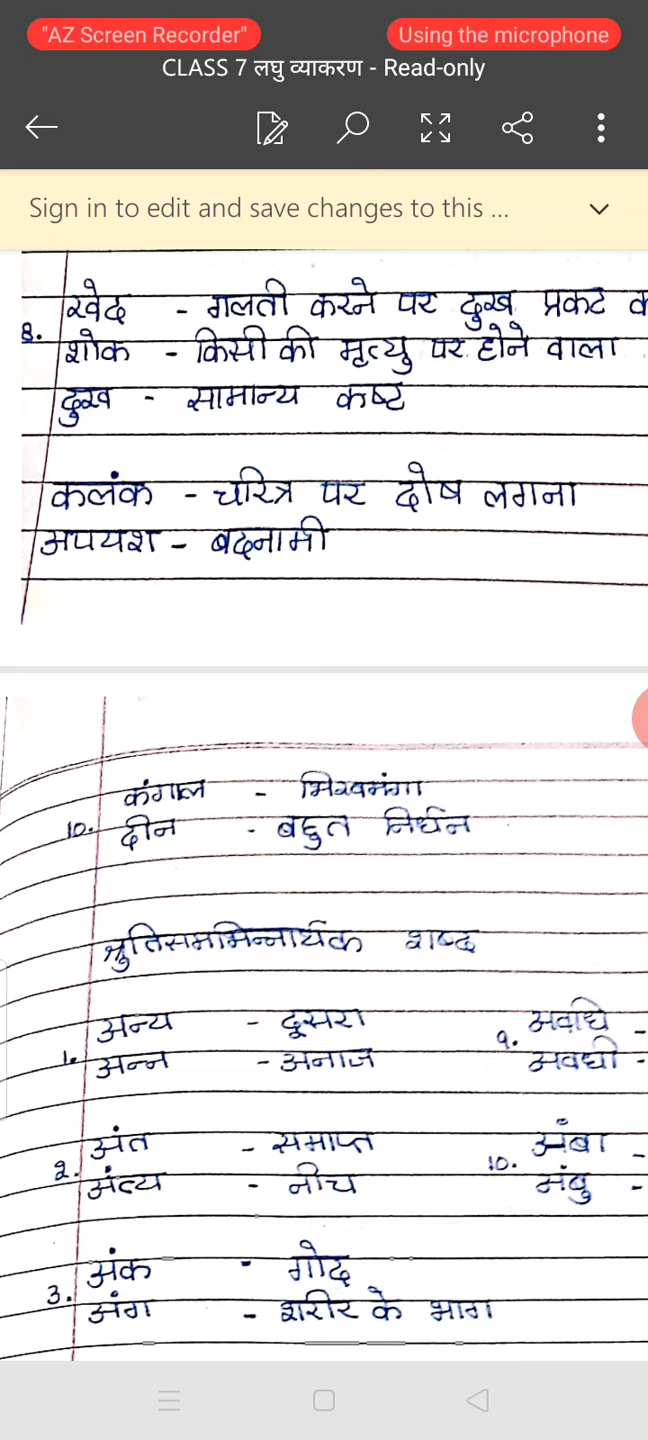 "AZ Screen Recorder" Using the microphone
CLASS 7 लघु व्याकरण - Read-only
Sign in to edit and save changes to this ...
खेद - गलती करने पर दुख प्रकट
8.
शोक - किसी की मृत्यु पर होने वाला
दुख - सामान्य कष्ट
कलंक - चरित्र पर दोष लगना
अपयश - बदनामी
कंगाल - भिखमंगा
10. दीन - बहुत निर्धन
श्रुतिसमभिन्नार्थक शब्द
अन्य - दूसरा
1. अन्न - अनाज
अंत - समाप्त
2. अंत्य - नीच
अंक - गोद
3. अंग - शरीर के भाग
अवधि -
9. अवधी -
अंबा -
10. अंबु -